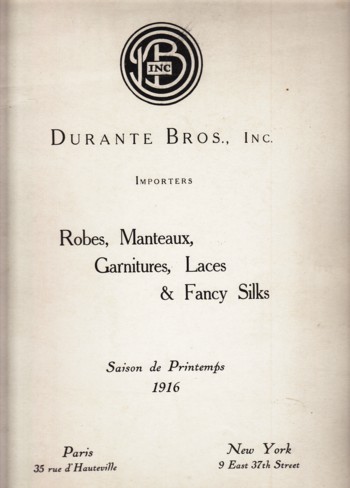 DB
INC
DURANTE BROS., INC.
IMPORTERS
Robes, Manteaux,
Garnitures, Laces
& Fancy Silks
Saison de Printemps
1916
Paris
35 rue d'Hauteville
New York
9 East 37th Street